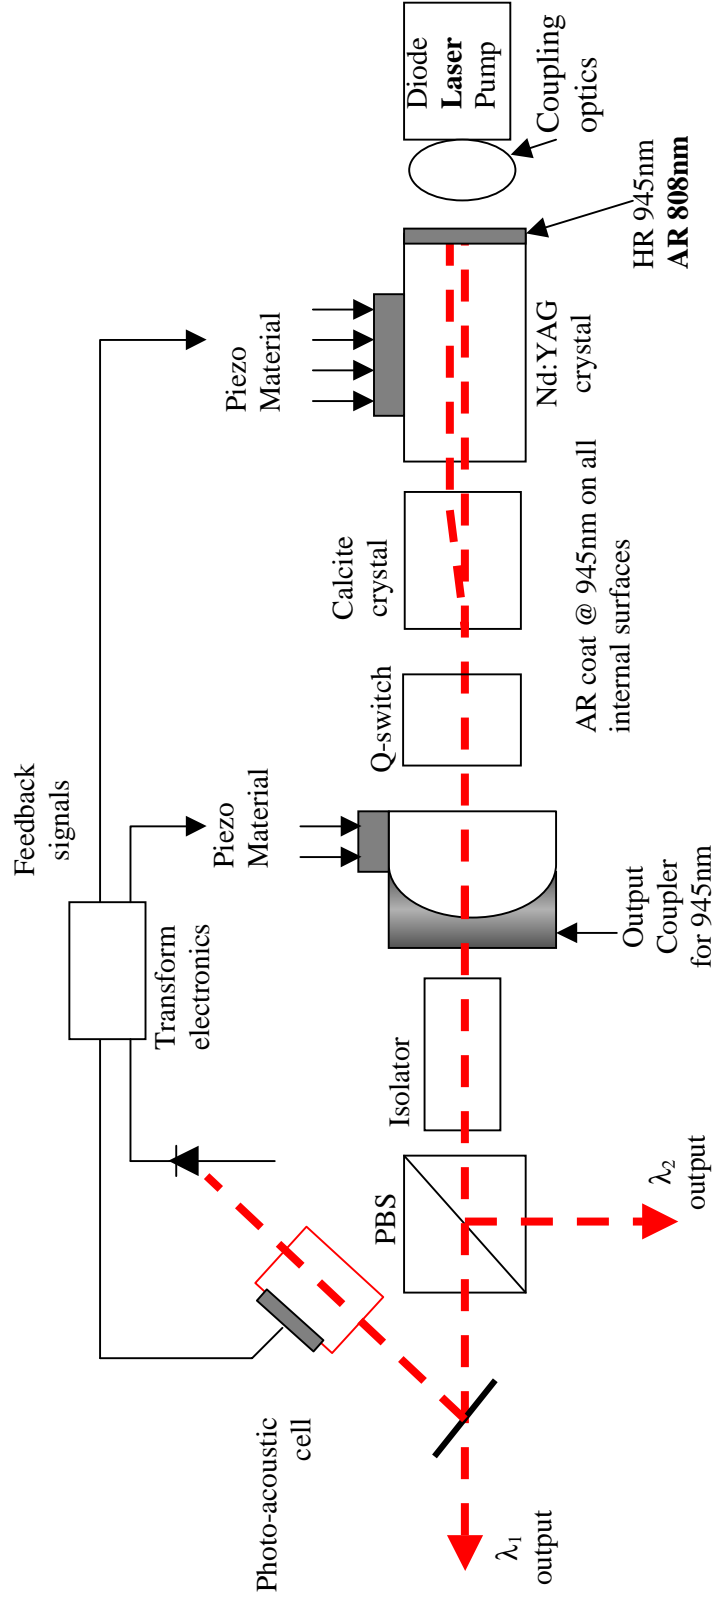 Feedback
signals
Transform
electronics
Photo-acoustic
cell
Piezo
Material
Piezo
Material
Diode
Laser
Pump
Coupling
optics
HR 945nm
AR 808nm
Nd:YAG
crystal
Calcite
crystal
AR coat @ 945nm on all
internal surfaces
Q-switch
Output
Coupler
for 945nm
Isolator
PBS
λ2
output
λ1
output